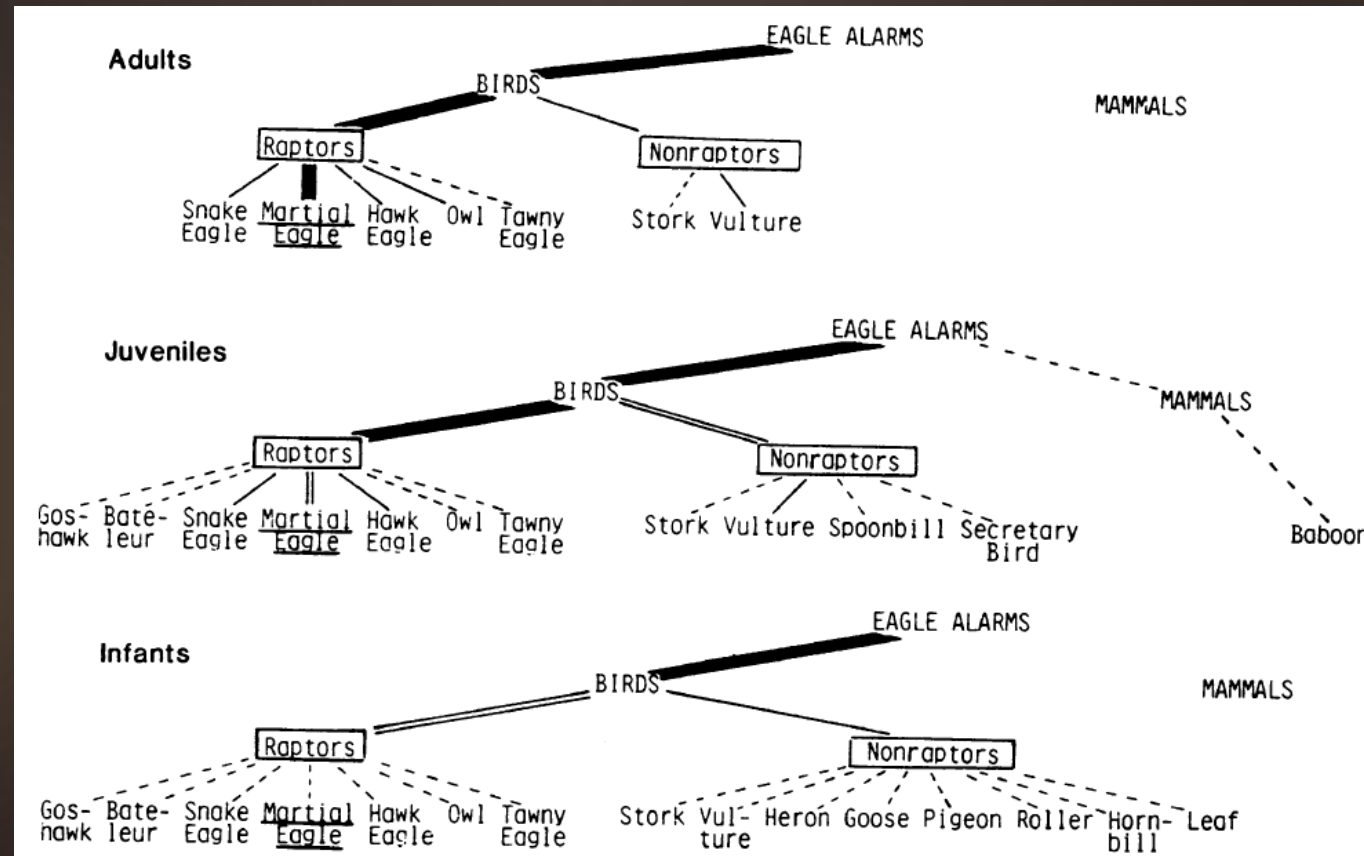 Adults
EAGLE ALARMS
BIRDS
MAMMALS
Raptors
Nonraptors
Snake Martial Hawk Owl Tawny
Eagle Eagle Eagle Eagle
Stork Vulture
Juveniles
EAGLE ALARMS
BIRDS
MAMMALS
Raptors
Nonraptors
Gos- Bate- Snake Martial Hawk Owl Tawny
hawk leur Eagle Eagle Eagle Eagle
Stork Vulture Spoonbill Secretary
Bird
Baboon
Infants
EAGLE ALARMS
BIRDS
MAMMALS
Raptors
Nonraptors
Gos- Bate- Snake Martial Hawk Owl Tawny
hawk leur Eagle Eagle Eagle Eagle
Stork Vul- Heron Goose Pigeon Roller Horn- Leaf
ture bill